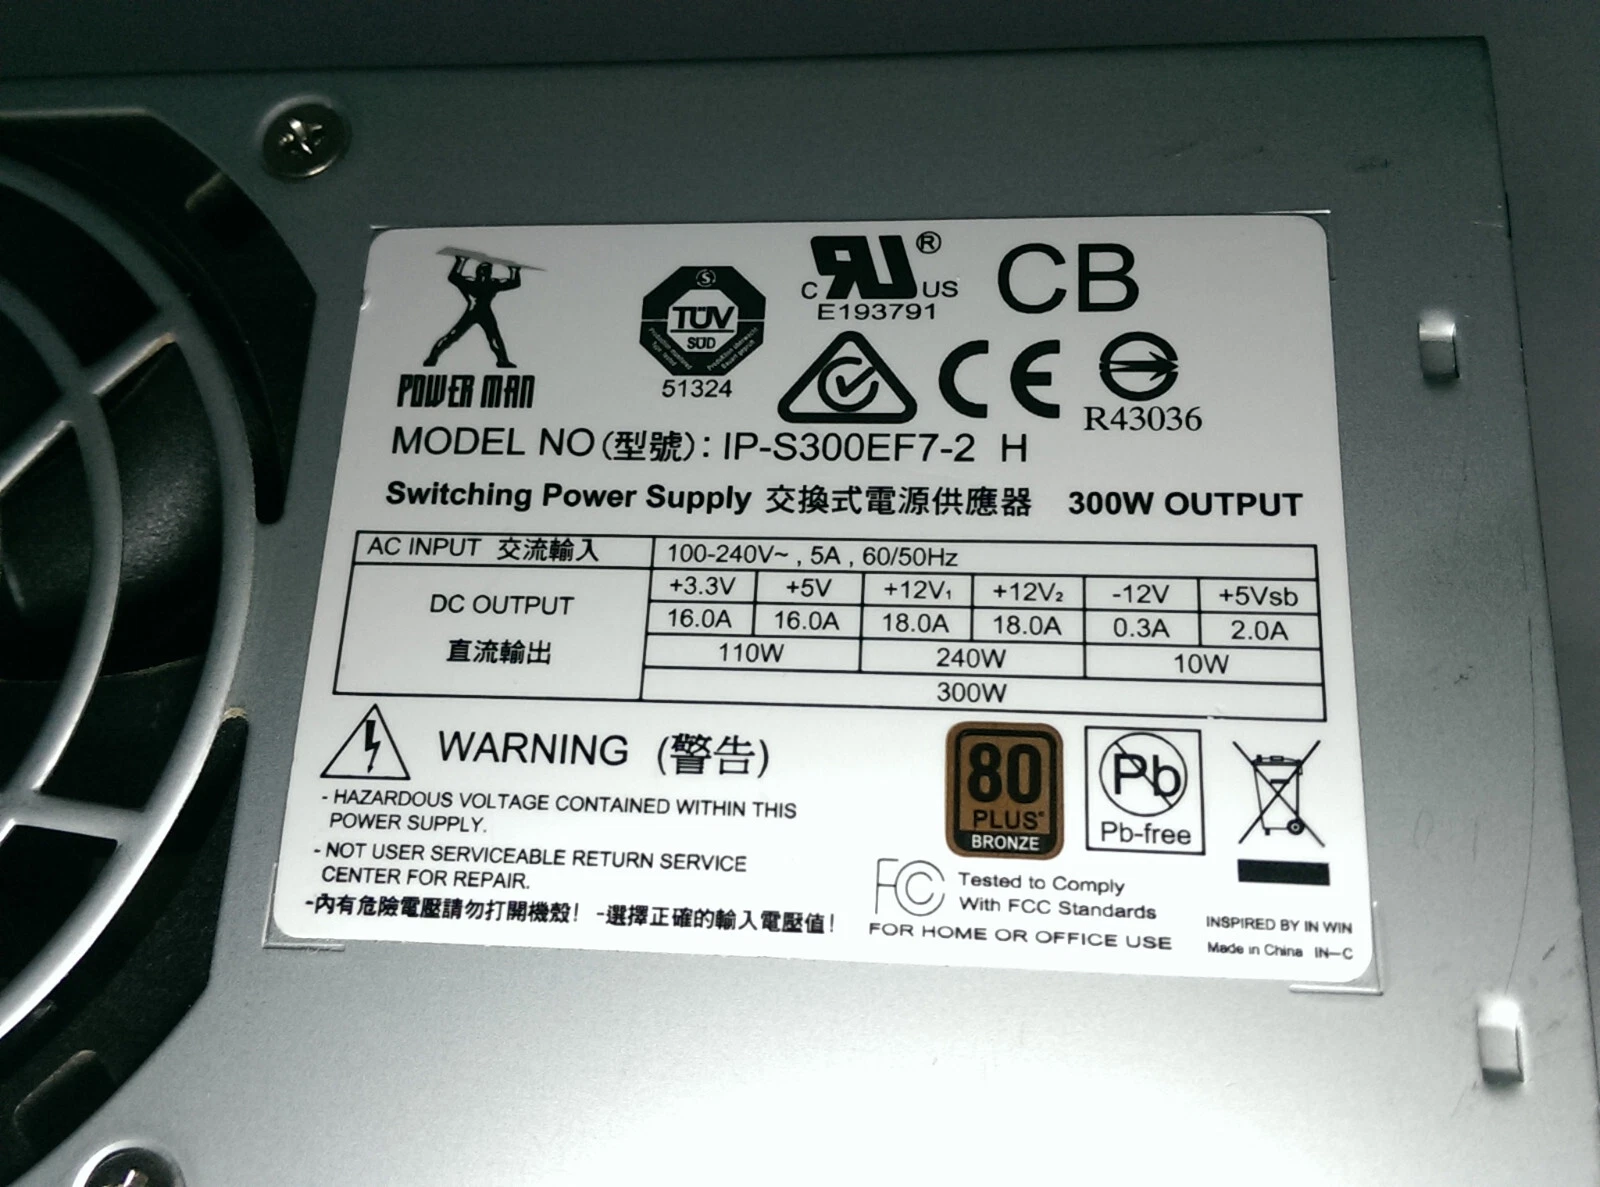 POWER MAN
TÜV
SÜD
51324
C US ®
E193791
CB
CE
R43036
MODEL NO(型號): IP-S300EF7-2 H
Switching Power Supply 交換式電源供應器 300W OUTPUT
AC INPUT 交流輸入 100-240V~ , 5A , 60/50Hz
DC OUTPUT 直流輸出
+3.3V +5V +12V₁ +12V₂ -12V +5Vsb
16.0A 16.0A 18.0A 18.0A 0.3A 2.0A
110W 240W 10W
300W
WARNING (警告)
- HAZARDOUS VOLTAGE CONTAINED WITHIN THIS
POWER SUPPLY.
- NOT USER SERVICEABLE RETURN SERVICE
CENTER FOR REPAIR.
-內有危險電壓請勿打開機殼! -選擇正確的輸入電壓值!
80
PLUS
BRONZE
Pb
Pb-free
FC Tested to Comply
With FCC Standards
FOR HOME OR OFFICE USE
INSPIRED BY IN WIN
Made in China IN-C